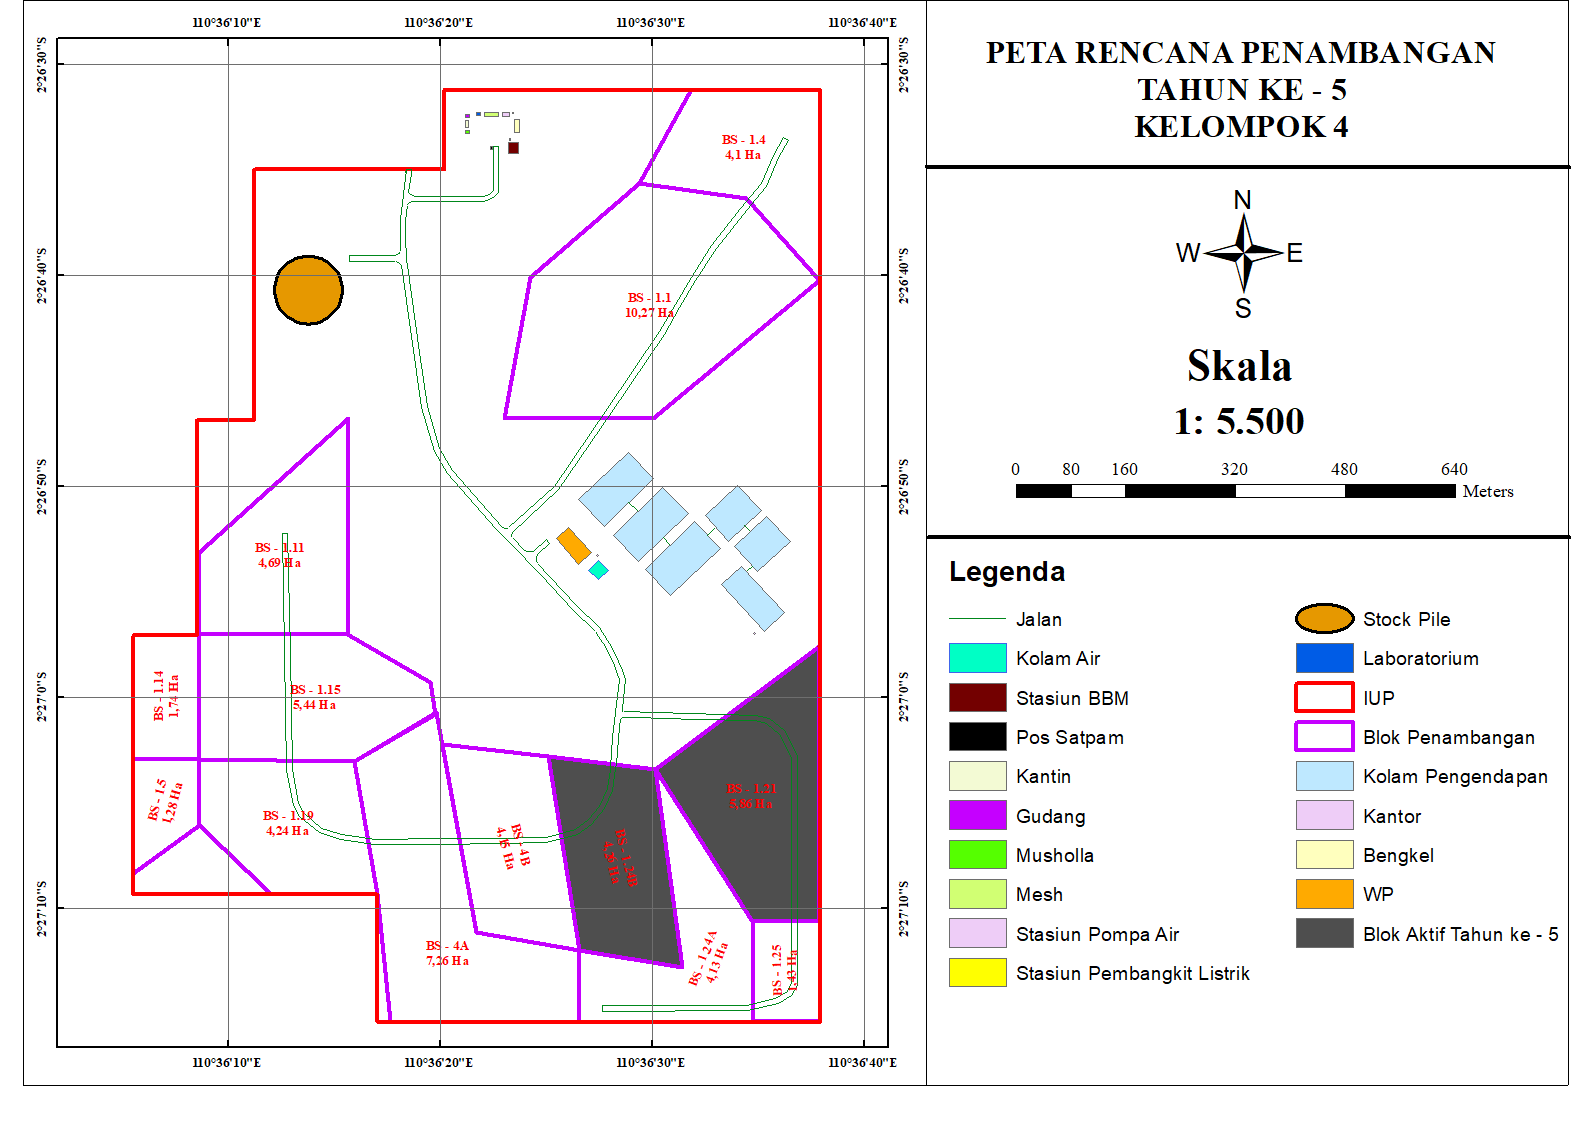 110°36'10"E 110°36'20"E 110°36'30"E 110°36'40"E
2°26'30"S 2°26'30"S
2°26'40"S 2°26'40"S
2°26'50"S 2°26'50"S
2°27'0"S 2°27'0"S
2°27'10"S 2°27'10"S
BS - 1.4
4,1 Ha
BS - 1.1
10,27 Ha
BS - 1.11
4,69 Ha
BS - 1.14
1,74 Ha
BS - 1.15
5,44 Ha
BS - 1.5
1,28 Ha
BS - 1.19
4,24 Ha
BS - 4B
4,15 Ha
BS - 1.24B
Ha
BS - 1.21
5,86 Ha
BS - 4A
7,26 Ha
BS - 1.24A
4,13 Ha
BS - 1.25
1,43 Ha
110°36'10"E 110°36'20"E 110°36'30"E 110°36'40"E
PETA RENCANA PENAMBANGAN
TAHUN KE - 5
KELOMPOK 4
N
W E
S
Skala
1: 5.500
0 80 160 320 480 640
Meters
Legenda
Jalan
Kolam Air
Stasiun BBM
Pos Satpam
Kantin
Gudang
Musholla
Mesh
Stasiun Pompa Air
Stasiun Pembangkit Listrik
Stock Pile
Laboratorium
IUP
Blok Penambangan
Kolam Pengendapan
Kantor
Bengkel
WP
Blok Aktif Tahun ke - 5